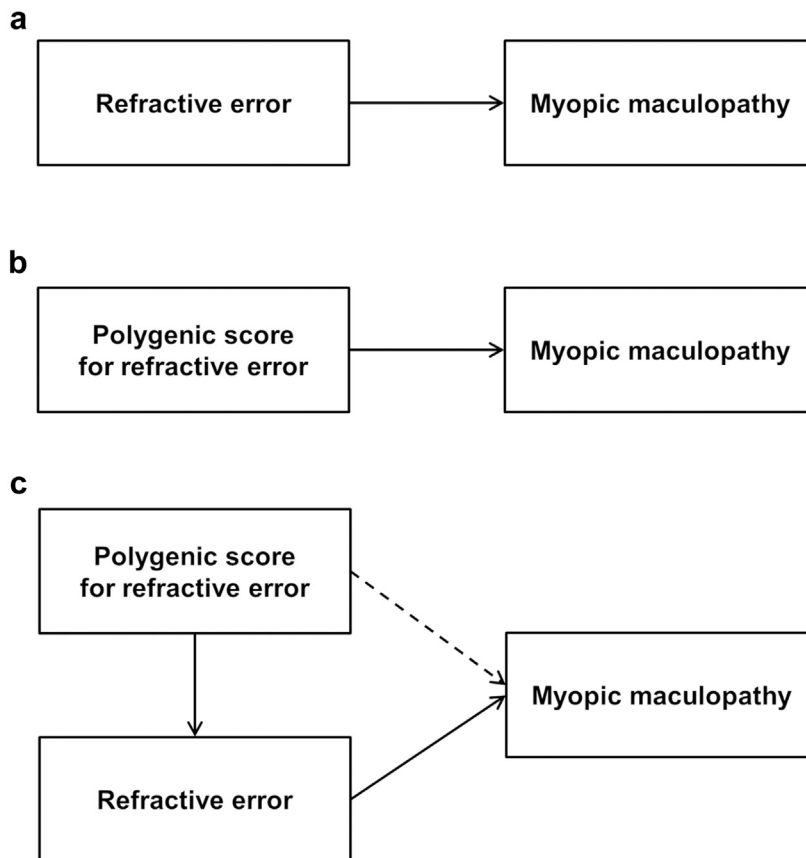 a
Refractive error
Myopic maculopathy
b
Polygenic score
for refractive error
Myopic maculopathy
c
Polygenic score
for refractive error
Myopic maculopathy
Refractive error